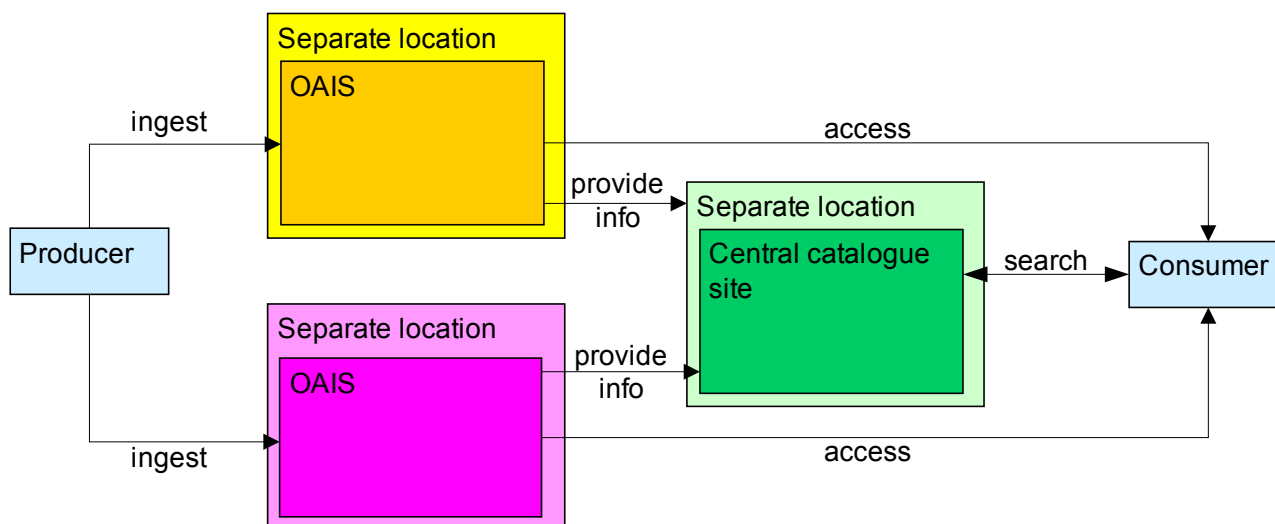 Separate location
OAIS
ingest
access
provide
info
Separate location
Producer
Central catalogue
site
search
Consumer
Separate location
provide
info
OAIS
ingest
access